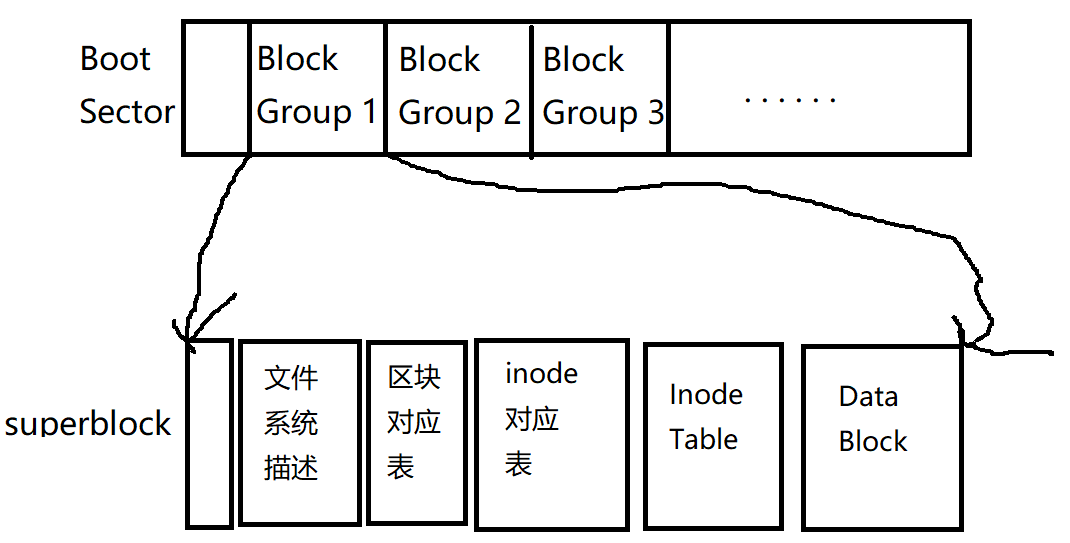 Boot
Sector
Block
Group 1
Block
Group 2
Block
Group 3
......
superblock
文件
系统
描述
区块
对应
表
inode
对应
表
Inode
Table
Data
Block